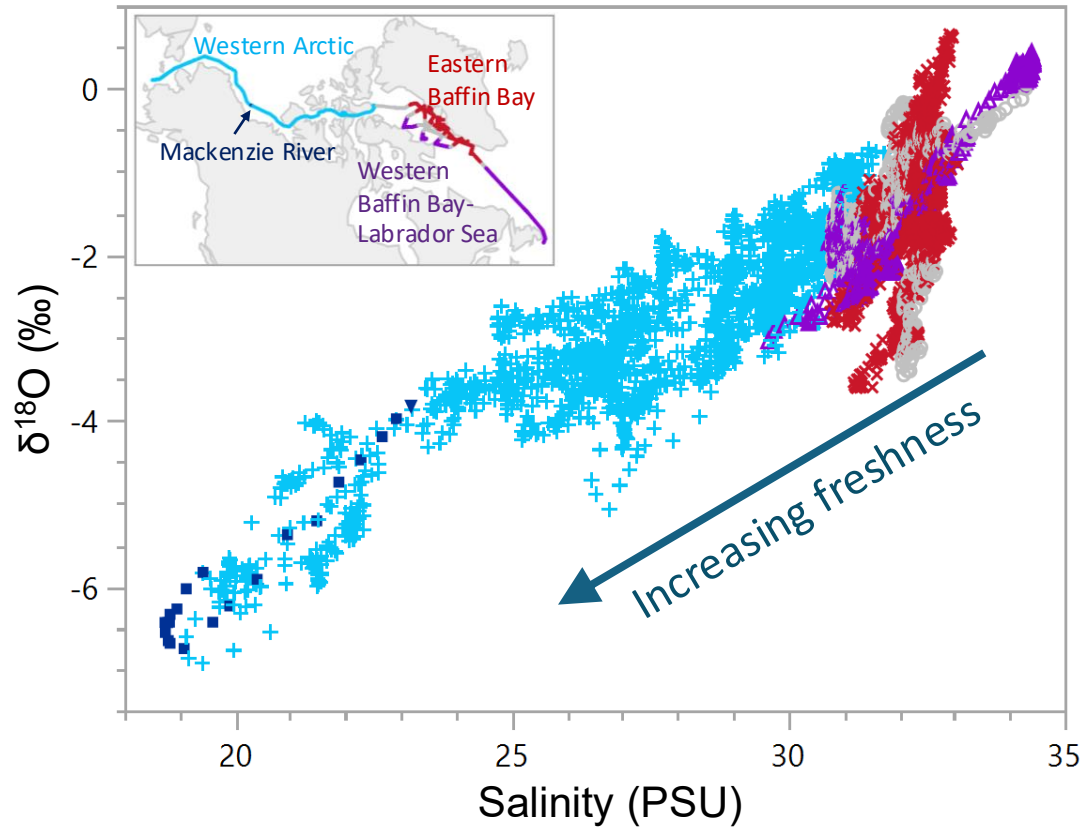 Western Arctic
Eastern
Baffin Bay
Mackenzie River
Western
Baffin Bay-
Labrador Sea
0
-2
-4
-6
δ¹⁸O (‰)
Increasing freshness
20 25 30 35
Salinity (PSU)